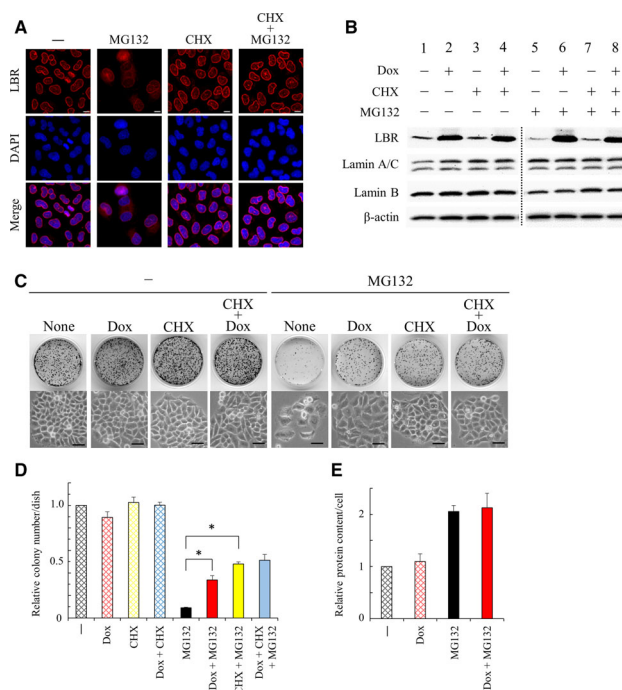 A
— MG132 CHX CHX + MG132
LBR
DAPI
Merge
B
1 2 3 4 5 6 7 8
Dox − + − + − + − +
CHX − − + + − − + +
MG132 − − − − + + + +
LBR
Lamin A/C
Lamin B
β-actin
C
— MG132
None Dox CHX CHX + Dox None Dox CHX CHX + Dox
D
Relative colony number/dish
1.0
0.5
0
* *
— Dox CHX Dox + CHX MG132 Dox + MG132 CHX + MG132 Dox + CHX + MG132
E
Relative protein content/cell
2
1
0
— Dox MG132 Dox + MG132